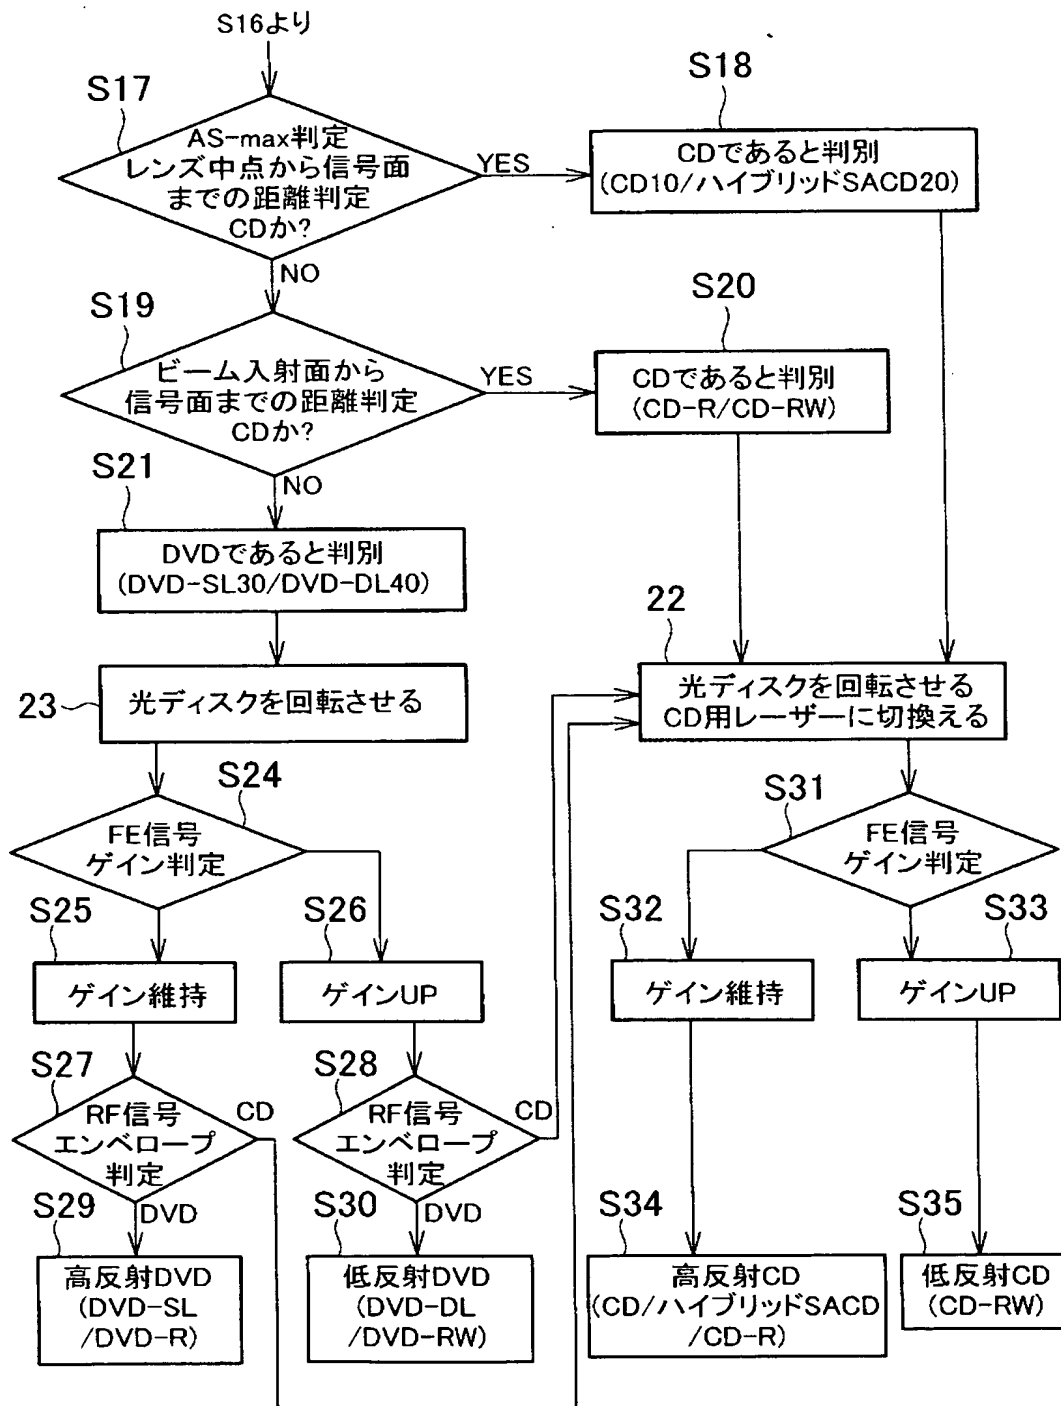 S16より
S17
AS-max判定
レンズ中点から信号面
までの距離判定
CDか?
YES
NO
S18
CDであると判別
(CD10/ハイブリッドSACD20)
S19
ビーム入射面から
信号面までの距離判定
CDか?
YES
NO
S20
CDであると判別
(CD-R/CD-RW)
S21
DVDであると判別
(DVD-SL30/DVD-DL40)
22
光ディスクを回転させる
CD用レーザーに切換える
23
光ディスクを回転させる
S24
FE信号
ゲイン判定
S31
FE信号
ゲイン判定
S25
ゲイン維持
S26
ゲインUP
S32
ゲイン維持
S33
ゲインUP
S27
RF信号
エンベロープ
判定
CD
DVD
S28
RF信号
エンベロープ
判定
CD
DVD
S29
高反射DVD
(DVD-SL
/DVD-R)
S30
低反射DVD
(DVD-DL
/DVD-RW)
S34
高反射CD
(CD/ハイブリッドSACD
/CD-R)
S35
低反射CD
(CD-RW)